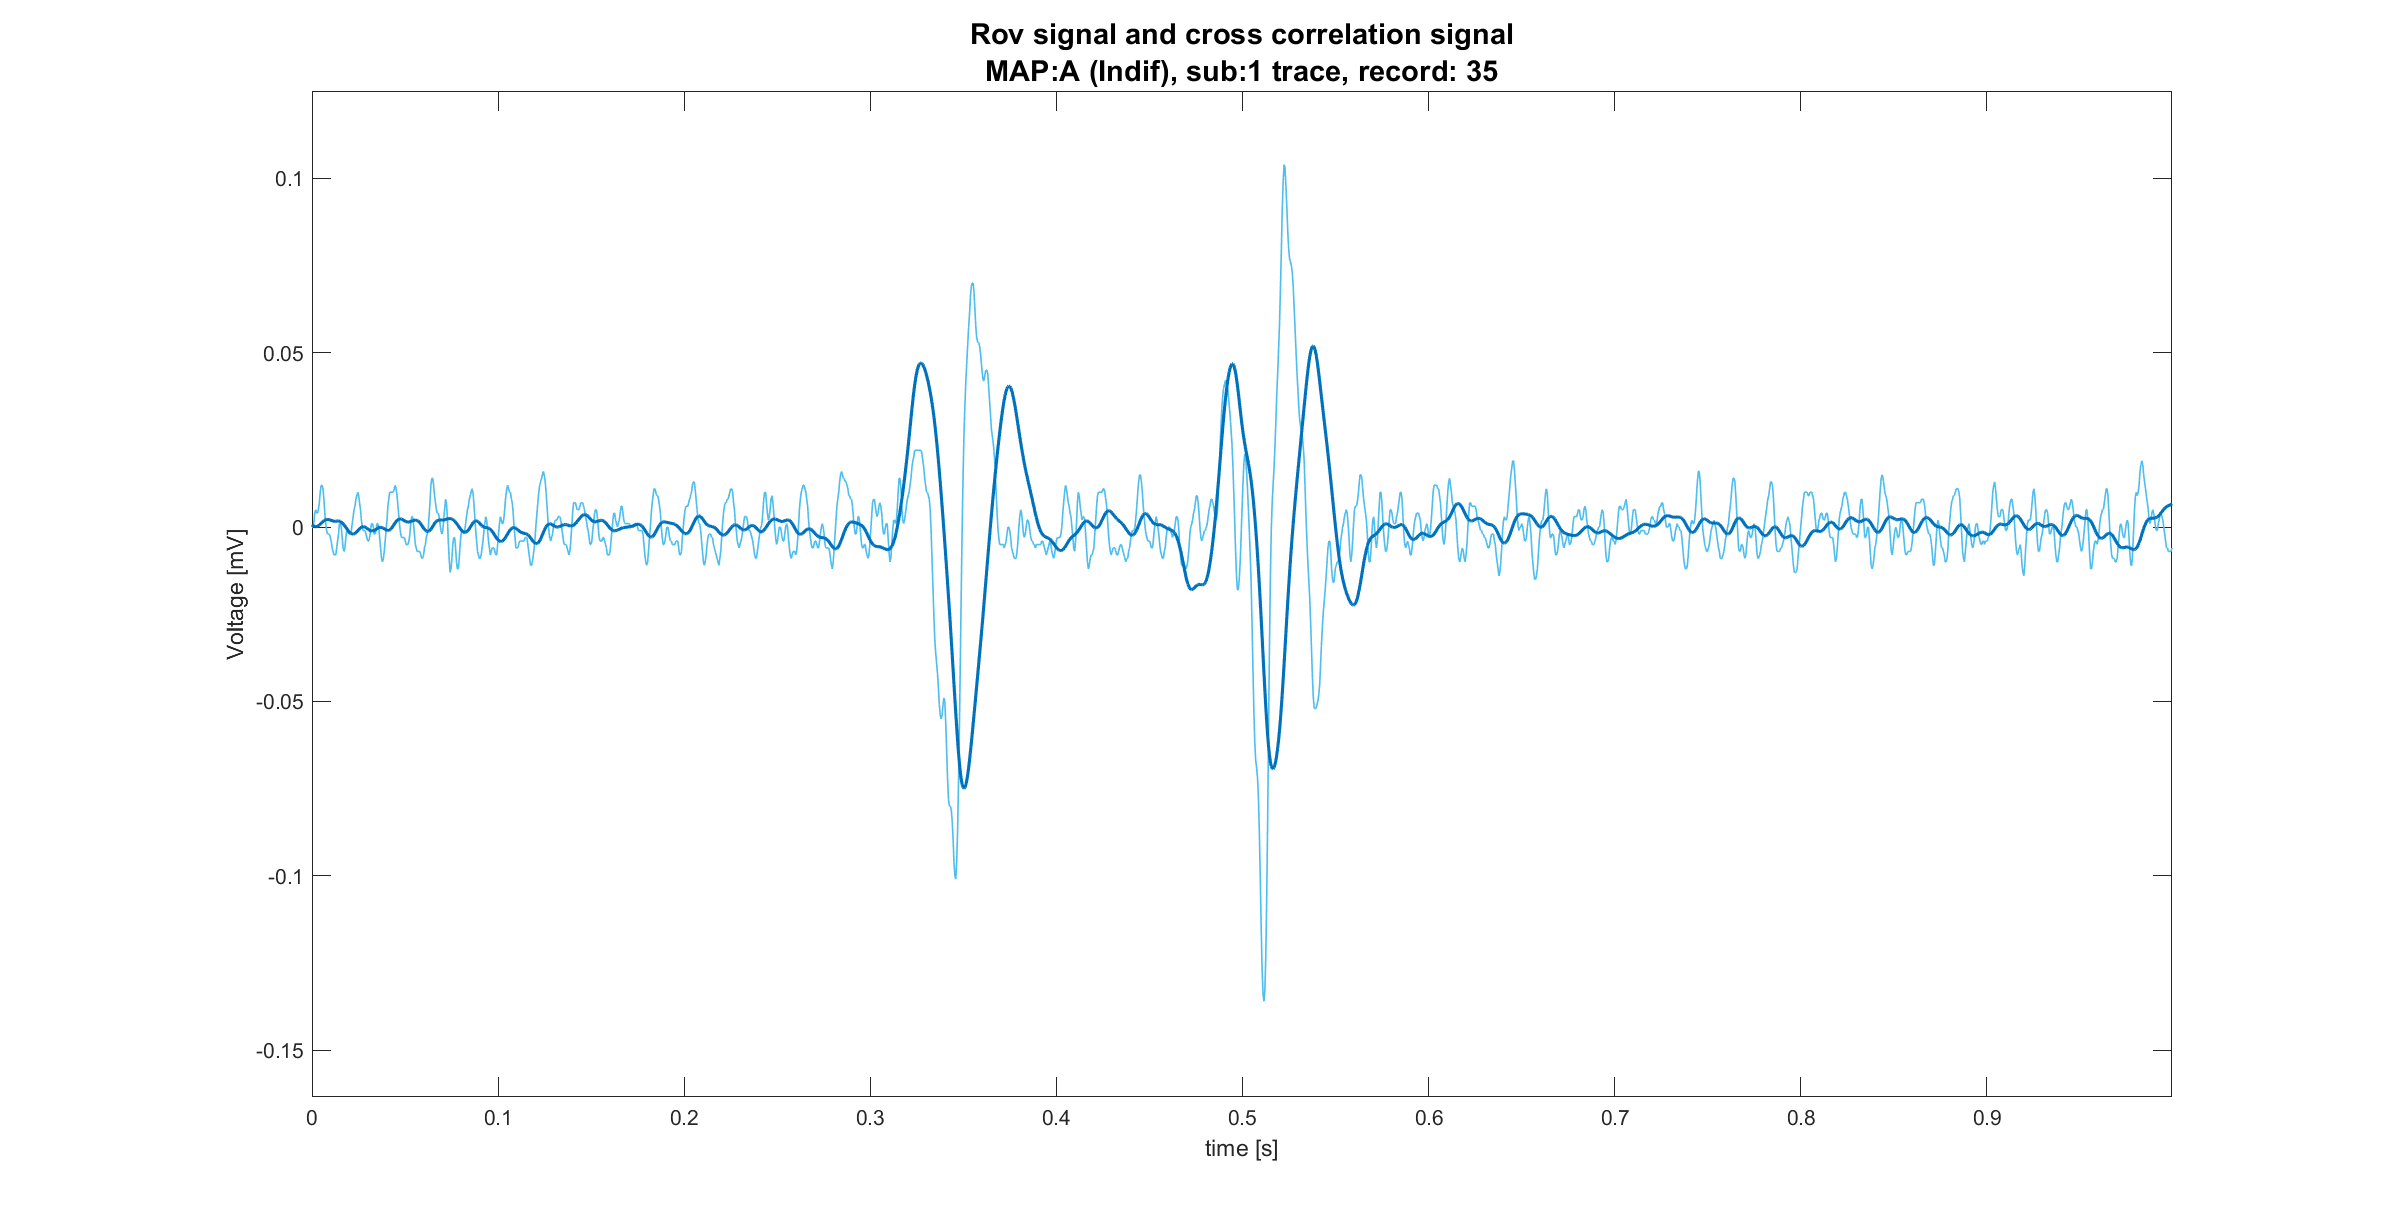 Rov signal and cross correlation signal
MAP:A (Indif), sub:1 trace, record: 35
0.1
0.05
0
-0.05
-0.1
-0.15
Voltage [mV]
0 0.1 0.2 0.3 0.4 0.5 0.6 0.7 0.8 0.9
time [s]